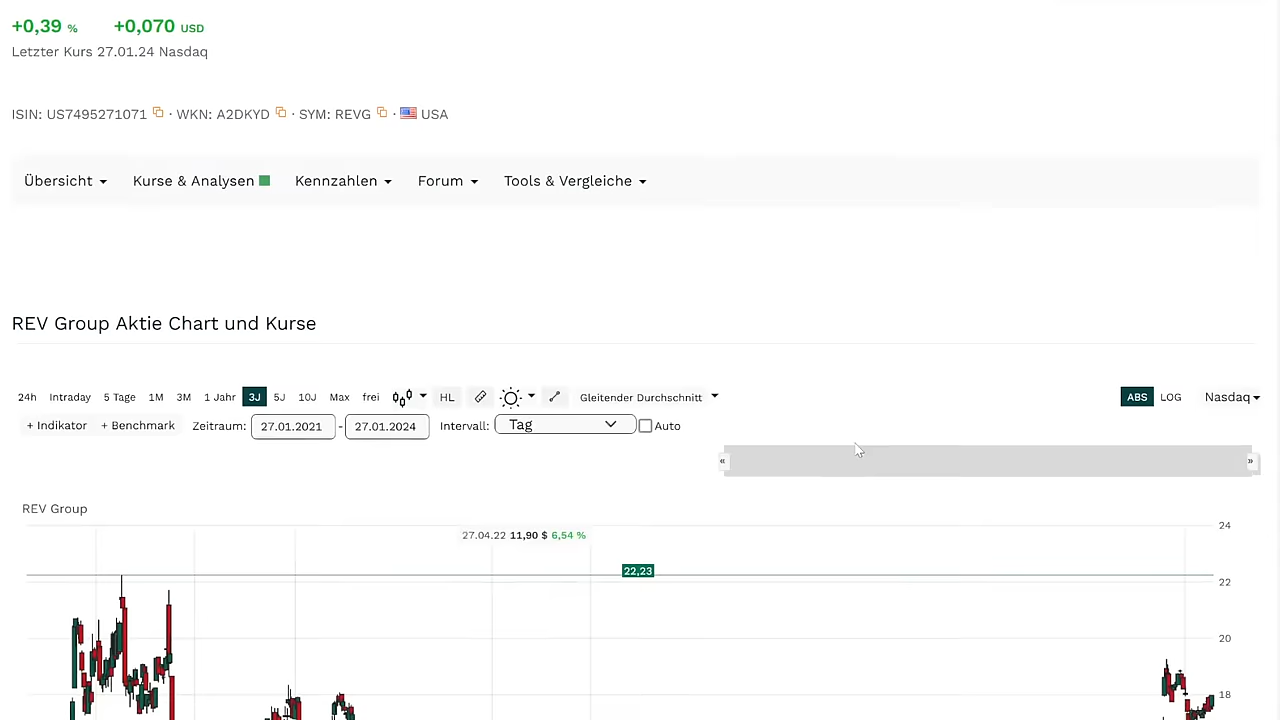 +0,39 % +0,070 USD
Letzter Kurs 27.01.24 Nasdaq
ISIN: US7495271071 · WKN: A2DKYD · SYM: REVG · USA
Übersicht Kurse & Analysen Kennzahlen Forum Tools & Vergleiche
REV Group Aktie Chart und Kurse
24h Intraday 5 Tage 1M 3M 1 Jahr 3J 5J 10J Max frei HL Gleitender Durchschnitt ABS LOG Nasdaq
+ Indikator + Benchmark Zeitraum: 27.01.2021 - 27.01.2024 Intervall: Tag Auto
« »
REV Group
24
27.04.22 11,90 $ 6,54 %
22,23
22
20
18